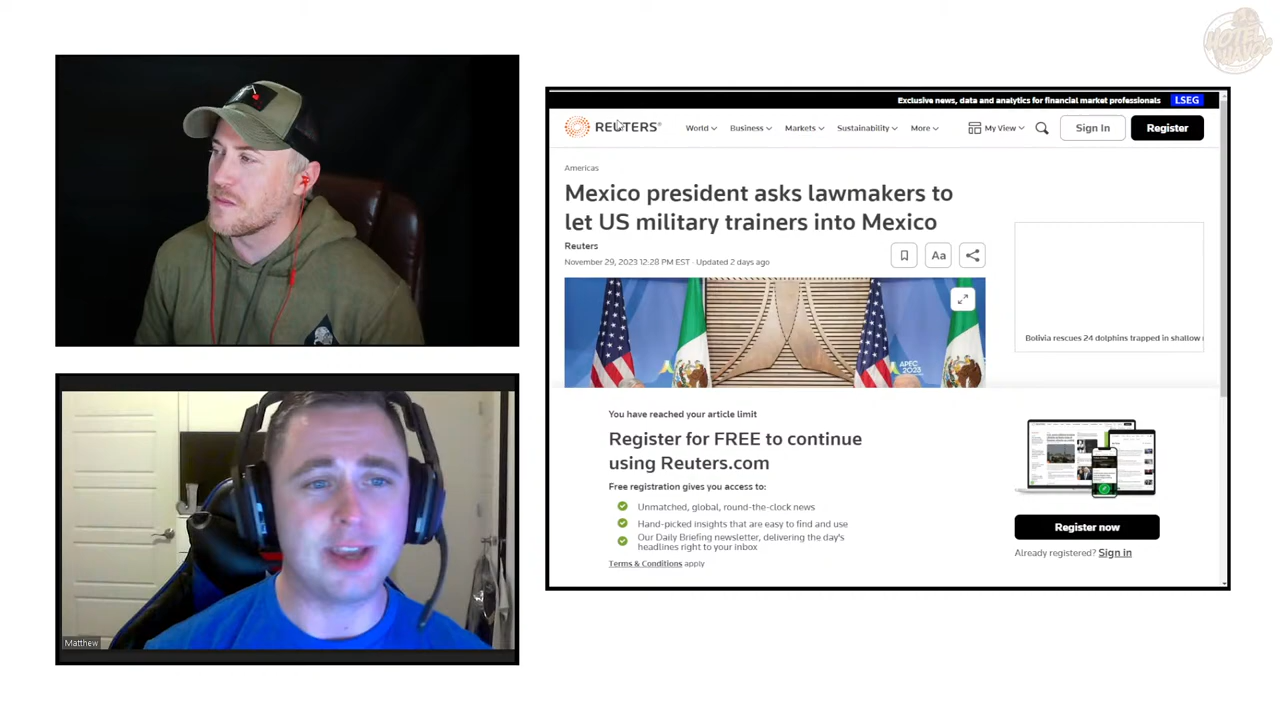 HOTEL
HAVOC
Exclusive news, data and analytics for financial market professionals LSEG
REUTERS World Business Markets Sustainability More My View Sign In Register
Americas
Mexico president asks lawmakers to
let US military trainers into Mexico
Reuters
November 29, 2023 12:28 PM EST · Updated 2 days ago
Aa
APEC
2023
Bolivia rescues 24 dolphins trapped in shallow
You have reached your article limit
Register for FREE to continue
using Reuters.com
Free registration gives you access to:
Unmatched, global, round-the-clock news
Hand-picked insights that are easy to find and use
Our Daily Briefing newsletter, delivering the day's
headlines right to your inbox
Terms & Conditions apply
Register now
Already registered? Sign in
Matthew